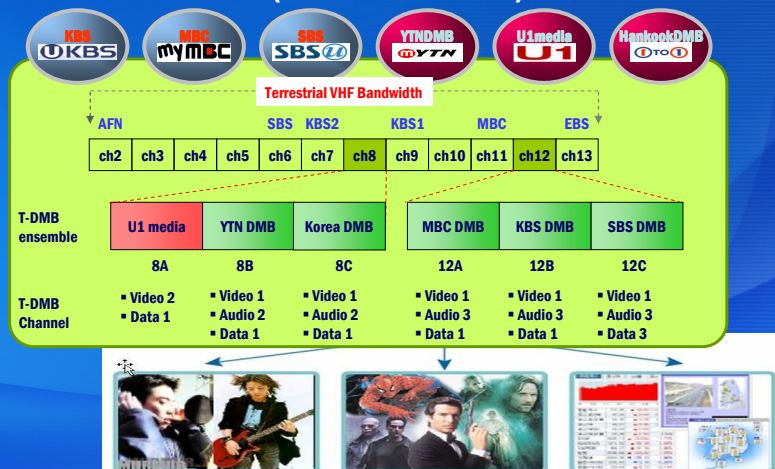 KBS MBC SBS YTNDMB U1media HankookDMB
UKBS myMBC SBS u mYTN U1 1TO1
Terrestrial VHF Bandwidth
AFN SBS KBS2 KBS1 MBC EBS
ch2 ch3 ch4 ch5 ch6 ch7 ch8 ch9 ch10 ch11 ch12 ch13
T-DMB
ensemble
U1 media YTN DMB Korea DMB MBC DMB KBS DMB SBS DMB
8A 8B 8C 12A 12B 12C
T-DMB
Channel
▪ Video 2 ▪ Video 1 ▪ Video 1 ▪ Video 1 ▪ Video 1 ▪ Video 1
▪ Data 1 ▪ Audio 2 ▪ Audio 2 ▪ Audio 3 ▪ Audio 3 ▪ Audio 3
▪ Data 1 ▪ Data 1 ▪ Data 1 ▪ Data 1 ▪ Data 3